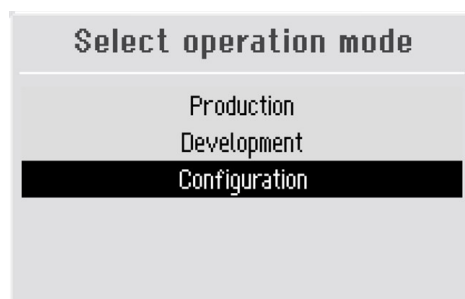 Select operation mode
Production
Development
Configuration